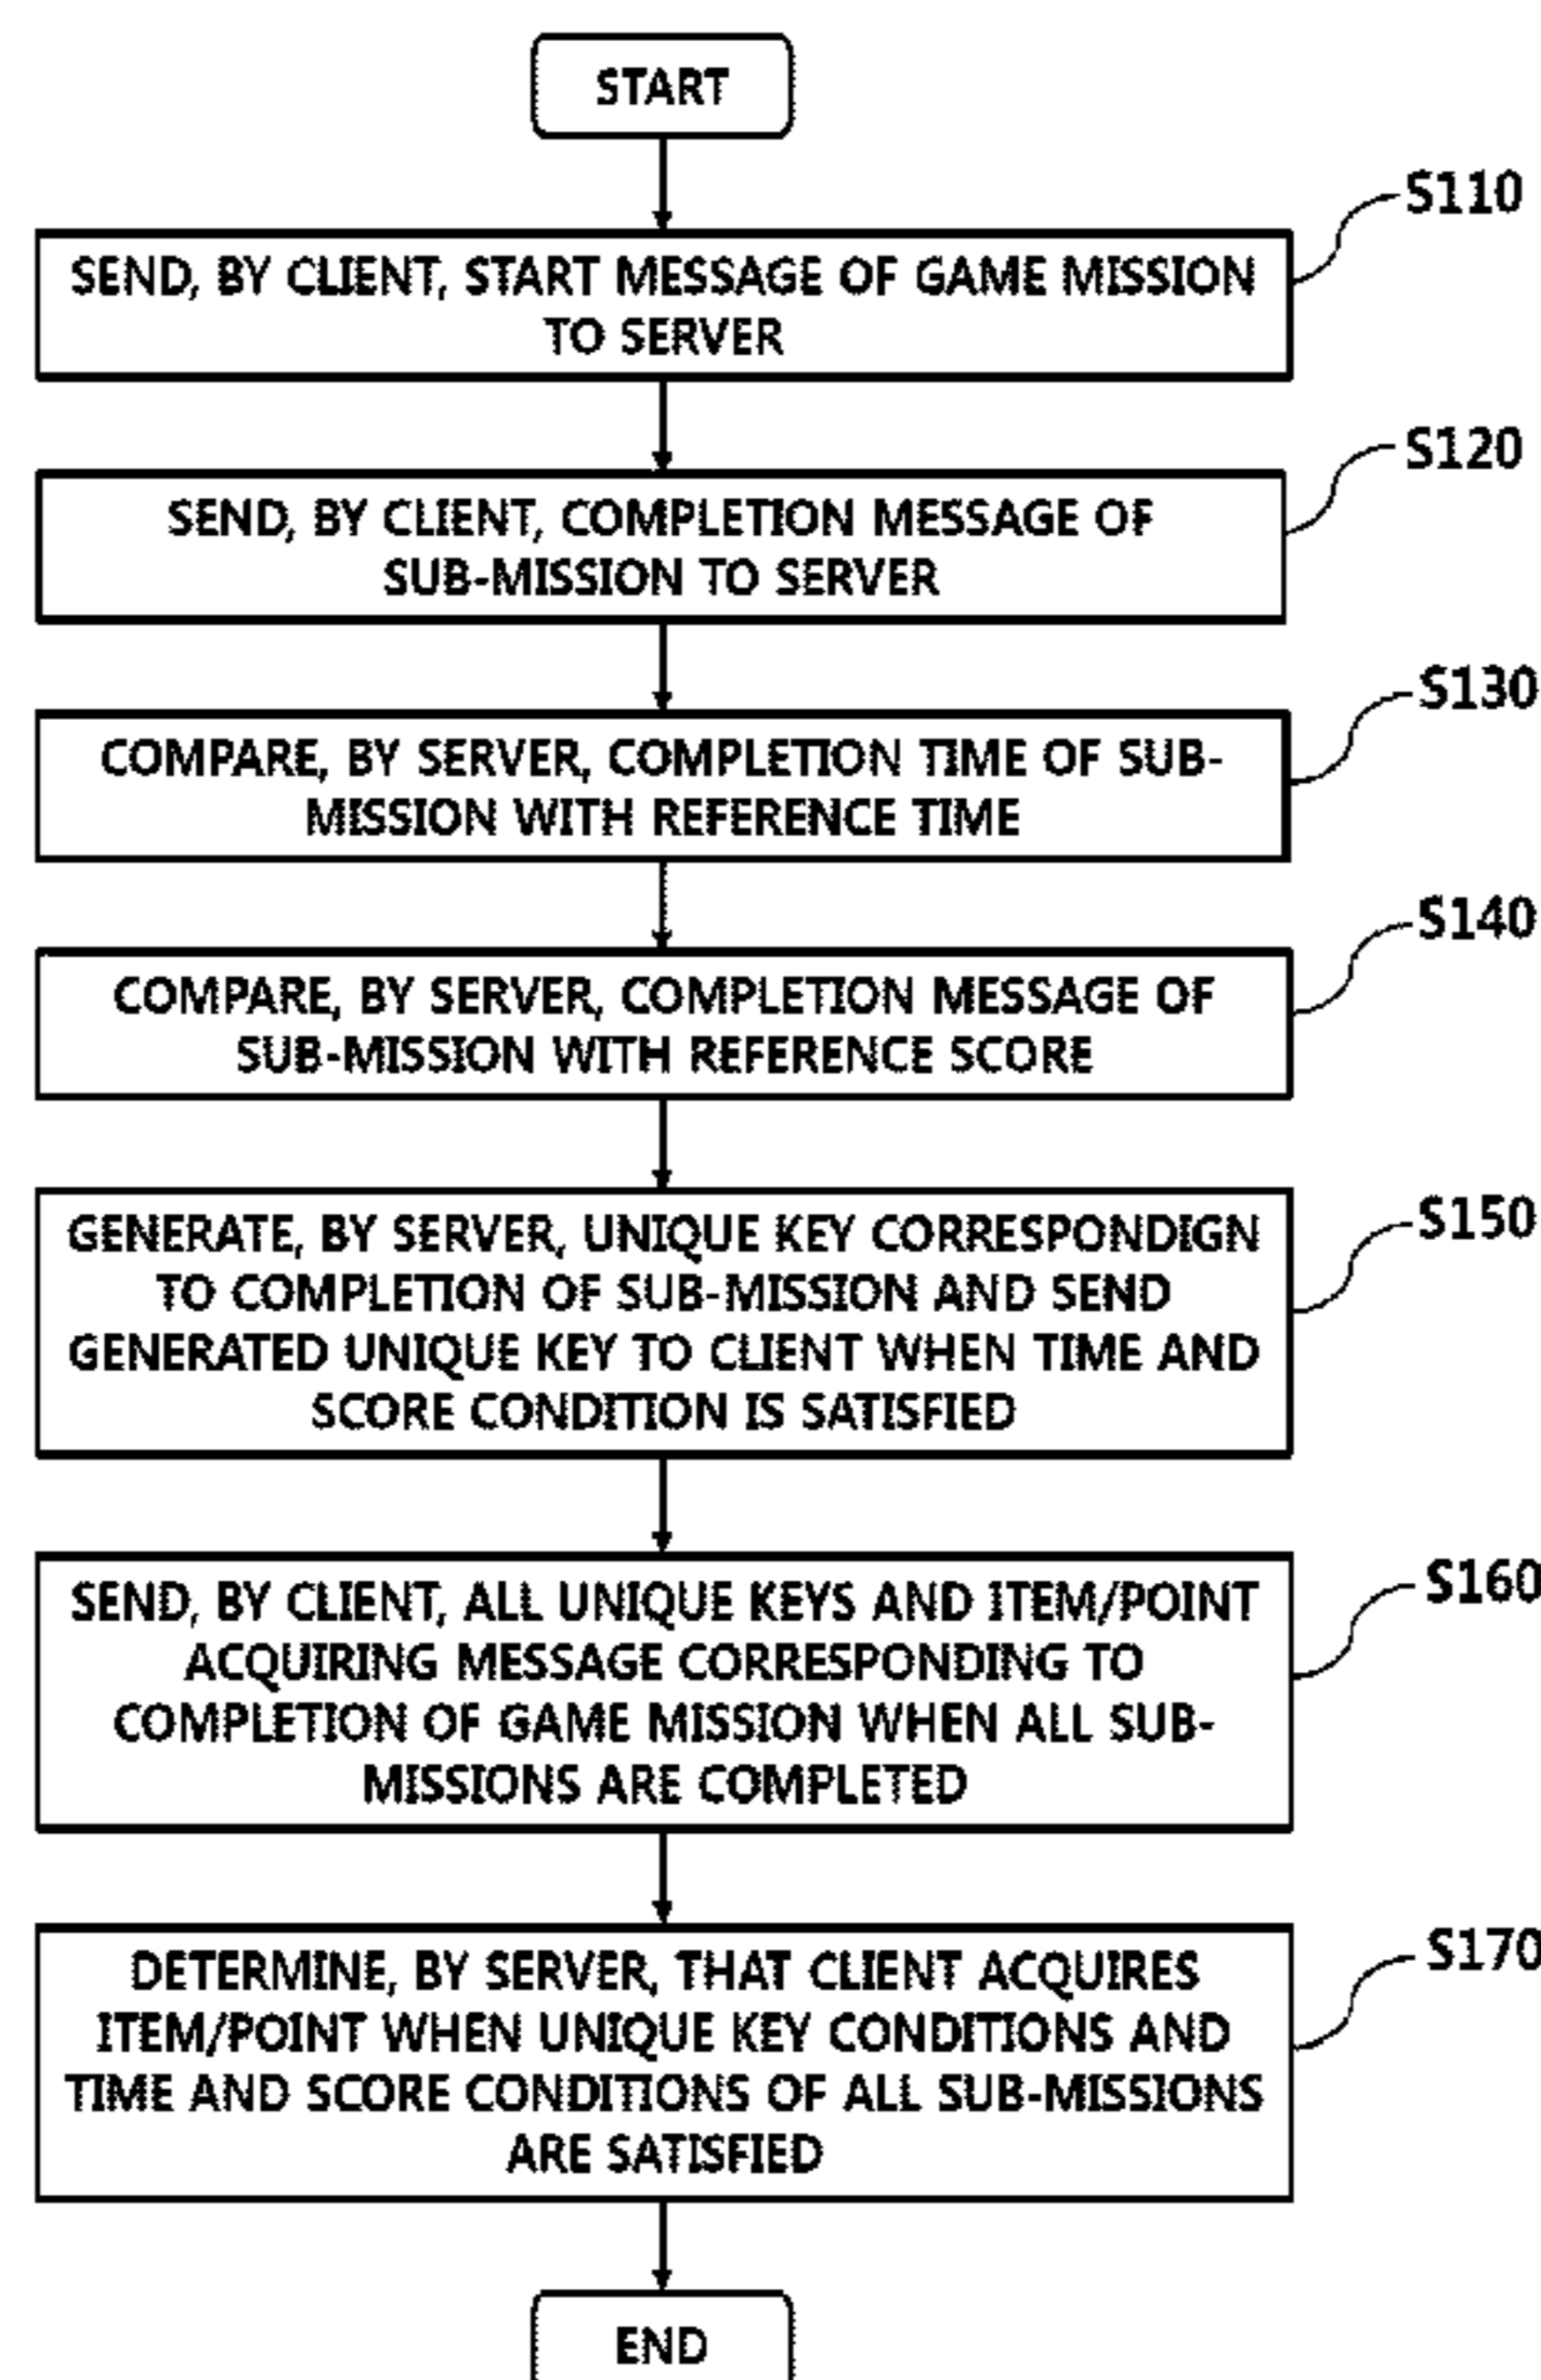 START
S110
SEND, BY CLIENT, START MESSAGE OF GAME MISSION
TO SERVER
S120
SEND, BY CLIENT, COMPLETION MESSAGE OF
SUB-MISSION TO SERVER
S130
COMPARE, BY SERVER, COMPLETION TIME OF SUB-
MISSION WITH REFERENCE TIME
S140
COMPARE, BY SERVER, COMPLETION MESSAGE OF
SUB-MISSION WITH REFERENCE SCORE
S150
GENERATE, BY SERVER, UNIQUE KEY CORRESPONDIGN
TO COMPLETION OF SUB-MISSION AND SEND
GENERATED UNIQUE KEY TO CLIENT WHEN TIME AND
SCORE CONDITION IS SATISFIED
S160
SEND, BY CLIENT, ALL UNIQUE KEYS AND ITEM/POINT
ACQUIRING MESSAGE CORRESPONDING TO
COMPLETION OF GAME MISSION WHEN ALL SUB-
MISSIONS ARE COMPLETED
S170
DETERMINE, BY SERVER, THAT CLIENT ACQUIRES
ITEM/POINT WHEN UNIQUE KEY CONDITIONS AND
TIME AND SCORE CONDITIONS OF ALL SUB-MISSIONS
ARE SATISFIED
END